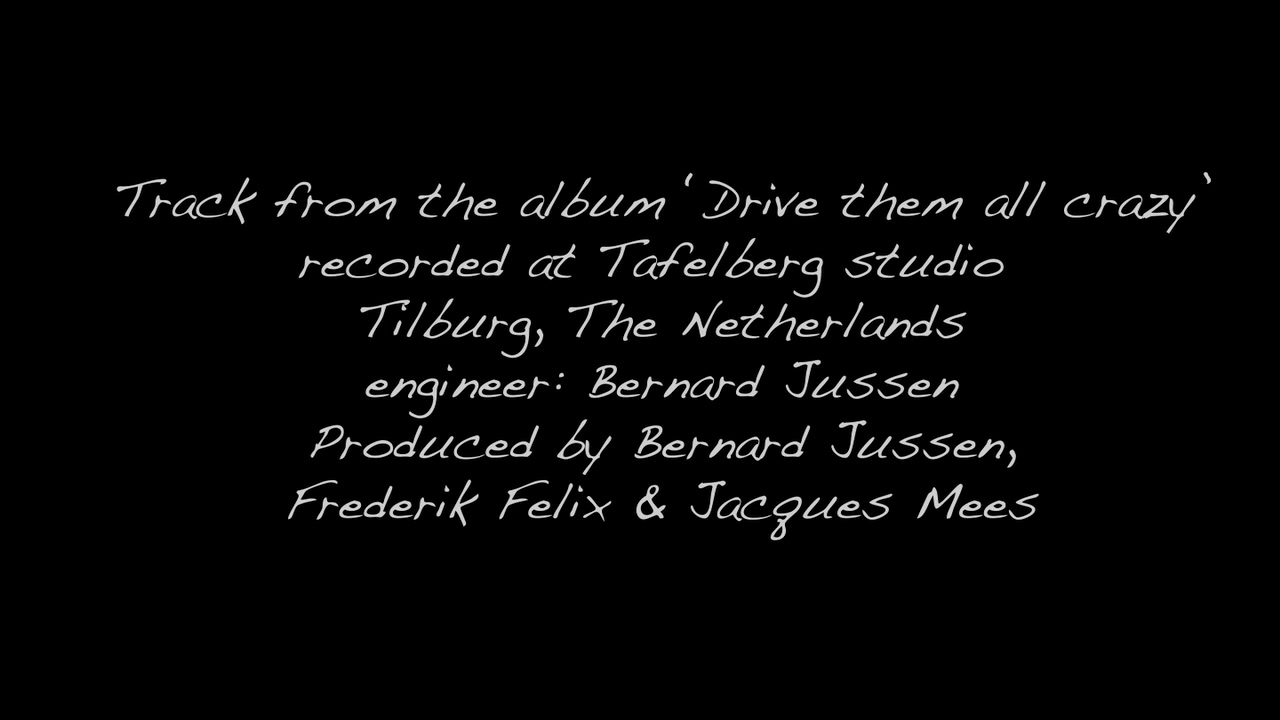 Track from the album ‘Drive them all crazy‵
recorded at Tafelberg studio
Tilburg, The Netherlands
engineer: Bernard Jussen
Produced by Bernard Jussen,
Frederik Felix & Jacques Mees